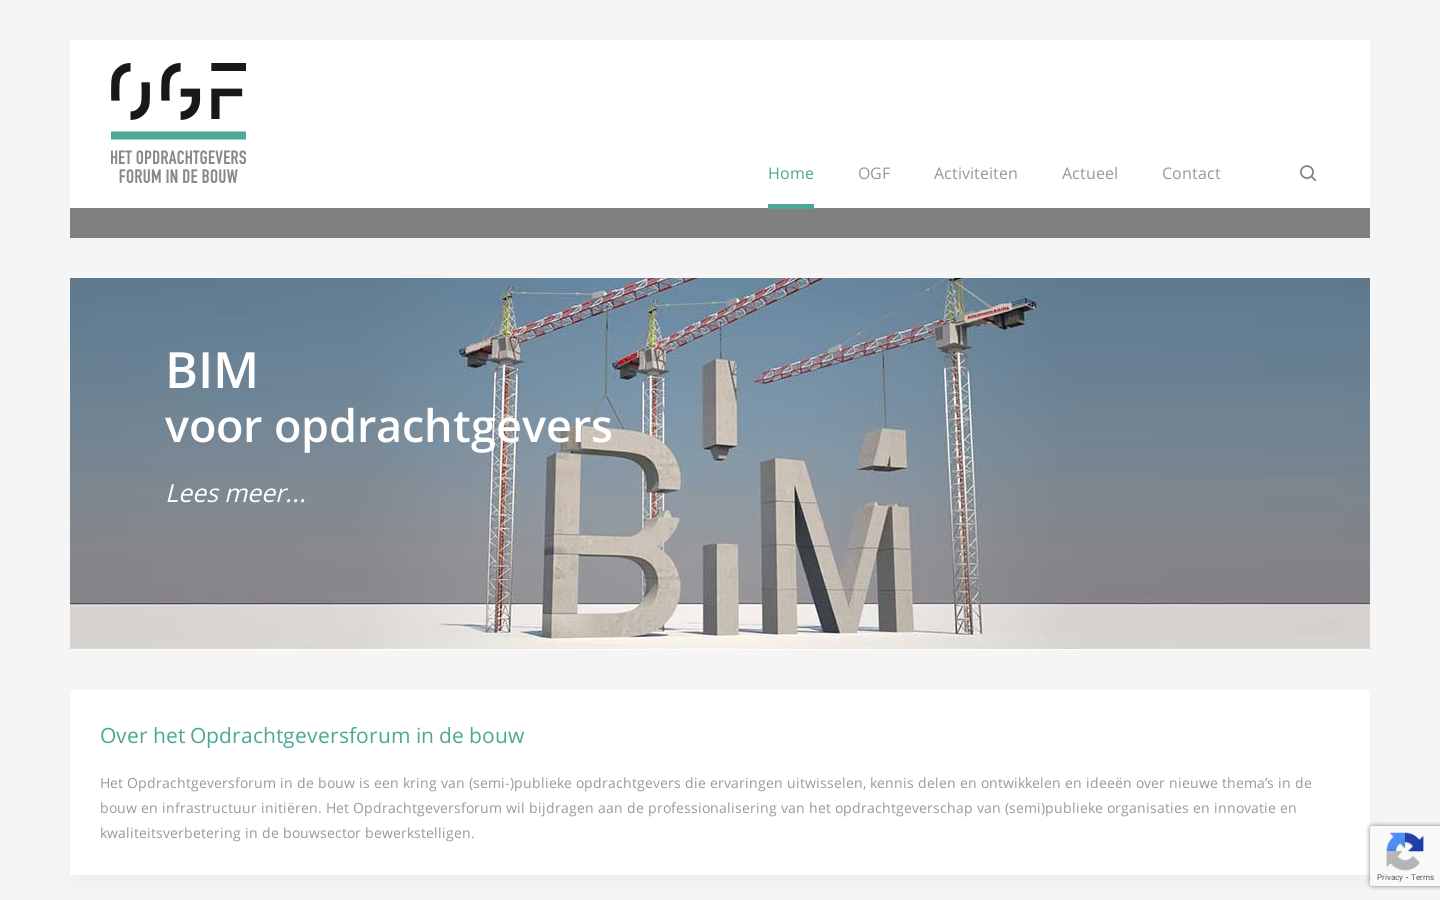 OGF
HET OPDRACHTGEVERS
FORUM IN DE BOUW
Home
OGF
Activiteiten
Actueel
Contact
BIM
voor opdrachtgevers
Lees meer...
BiM
Over het Opdrachtgeversforum in de bouw
Het Opdrachtgeversforum in de bouw is een kring van (semi-)publieke opdrachtgevers die ervaringen uitwisselen, kennis delen en ontwikkelen en ideeën over nieuwe thema’s in de
bouw en infrastructuur initiëren. Het Opdrachtgeversforum wil bijdragen aan de professionalisering van het opdrachtgeverschap van (semi)publieke organisaties en innovatie en
kwaliteitsverbetering in de bouwsector bewerkstelligen.
Privacy - Terms